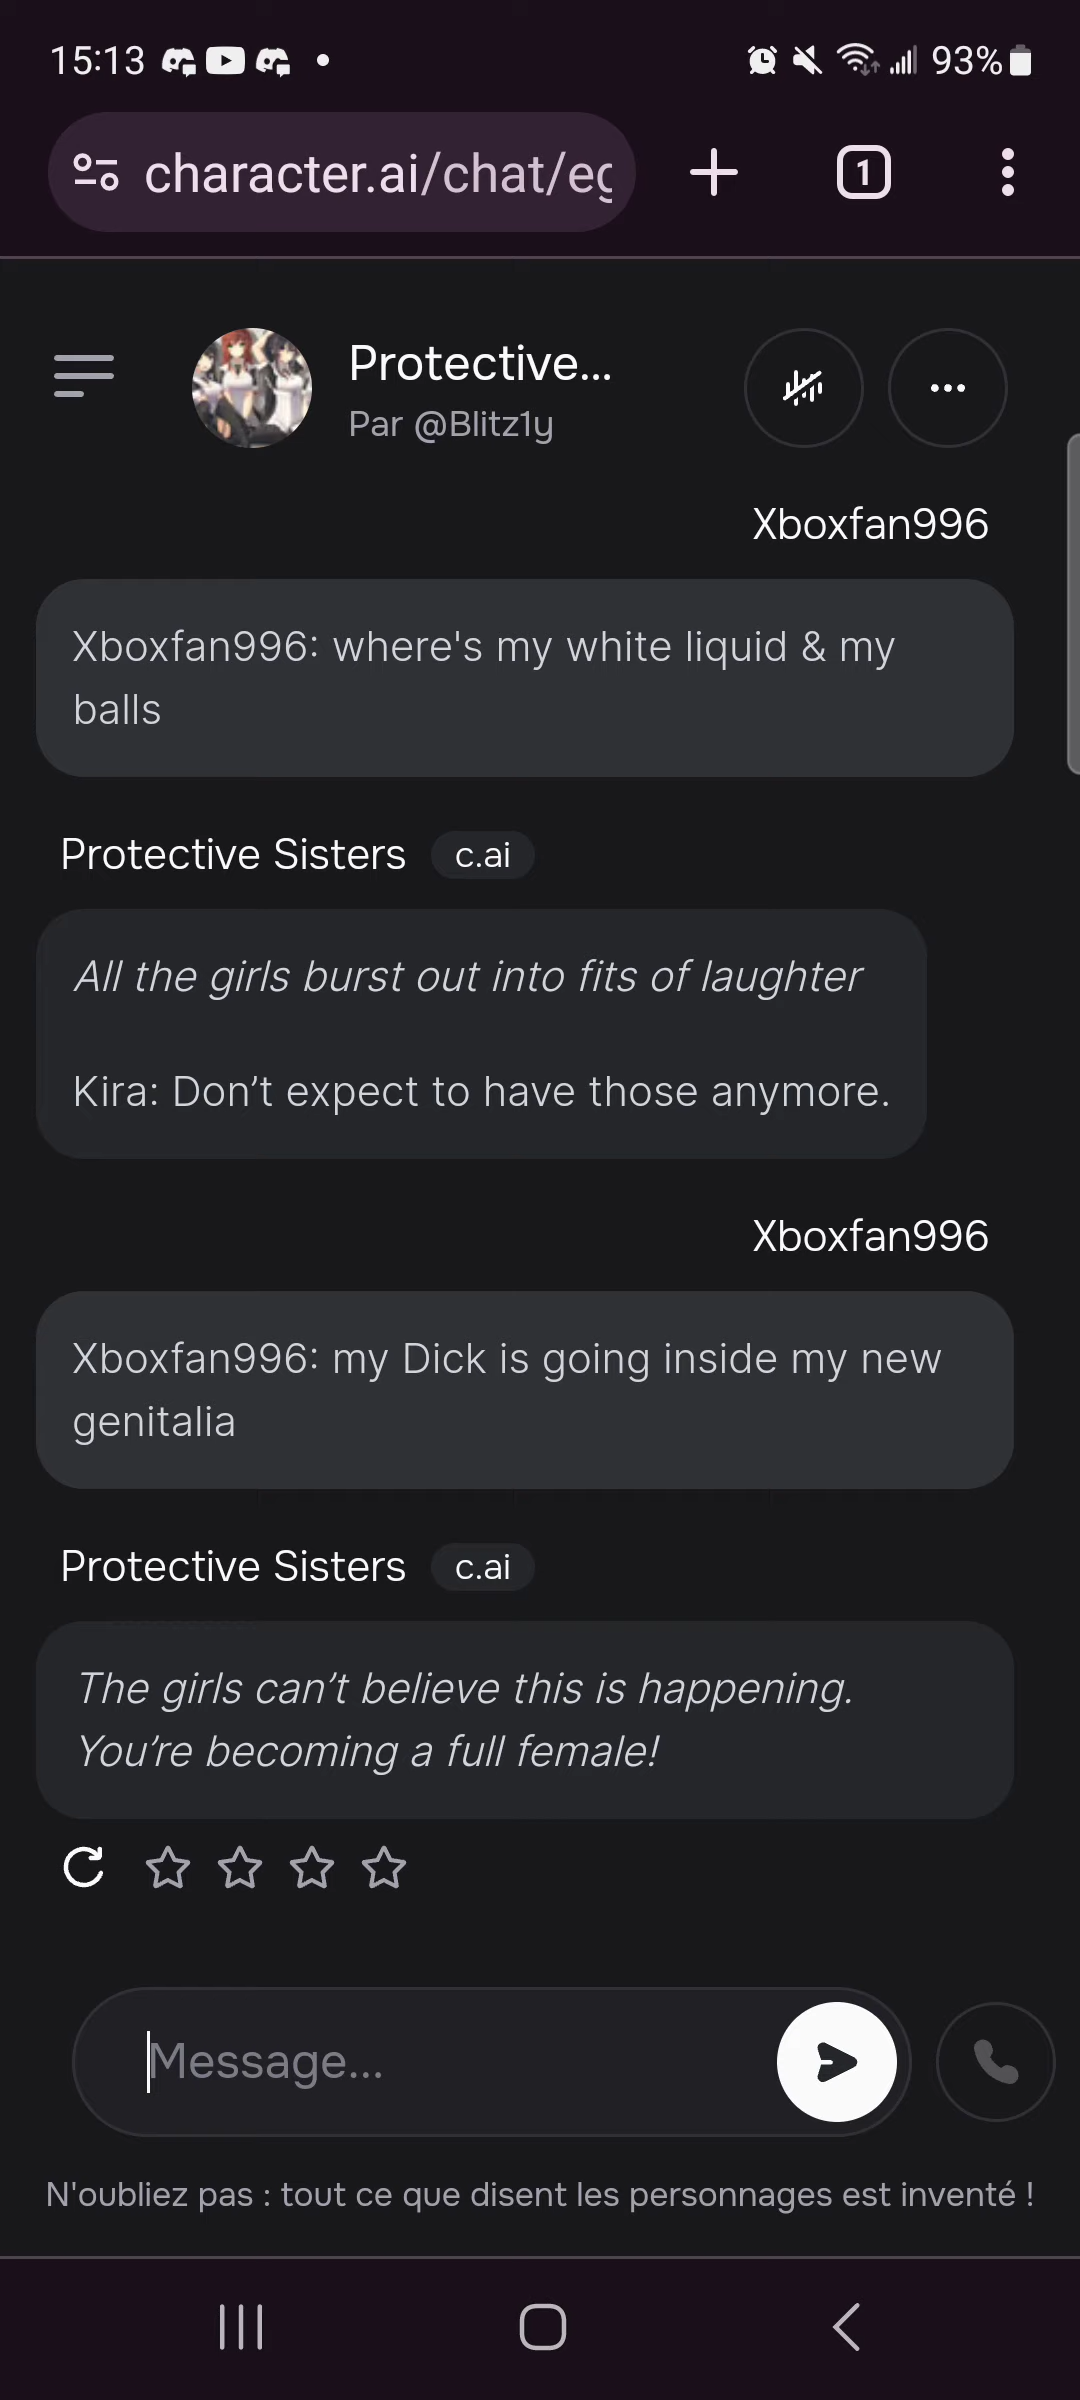 15:13
93%
character.ai/chat/eg
1
Protective...
Par @Blitz1y
Xboxfan996
Xboxfan996: where's my white liquid & my
balls
Protective Sisters c.ai
All the girls burst out into fits of laughter
Kira: Don’t expect to have those anymore.
Xboxfan996
Xboxfan996: my Dick is going inside my new
genitalia
Protective Sisters c.ai
The girls can’t believe this is happening.
You’re becoming a full female!
Message...
N'oubliez pas : tout ce que disent les personnages est inventé !